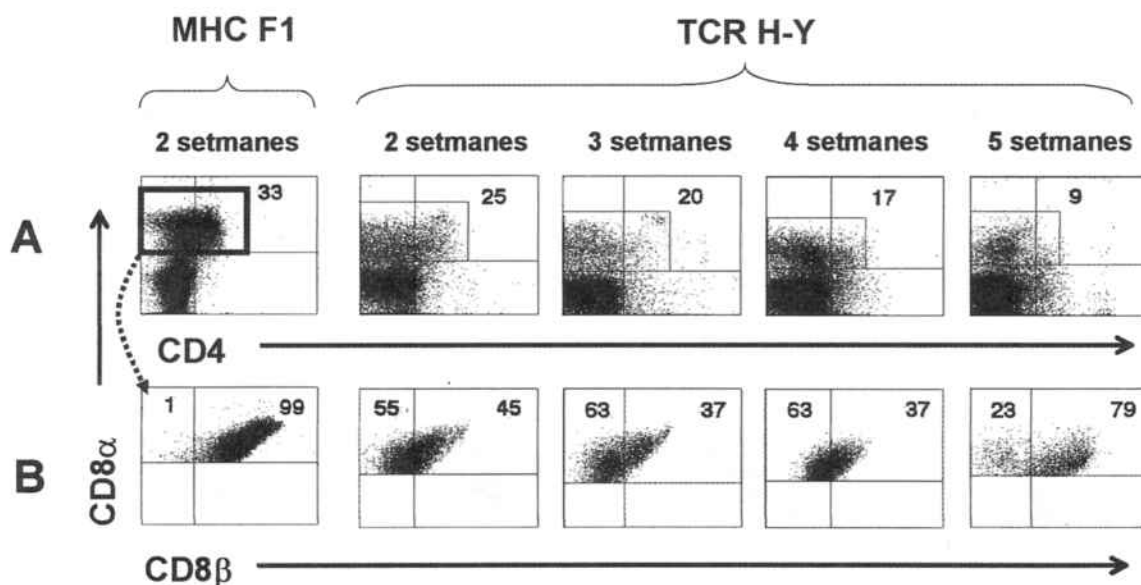 MHC F1 TCR H-Y
2 setmanes 2 setmanes 3 setmanes 4 setmanes 5 setmanes
33 25 20 17 9
A
CD4
1 99 55 45 63 37 63 37 23 79
B
CD8α
CD8β